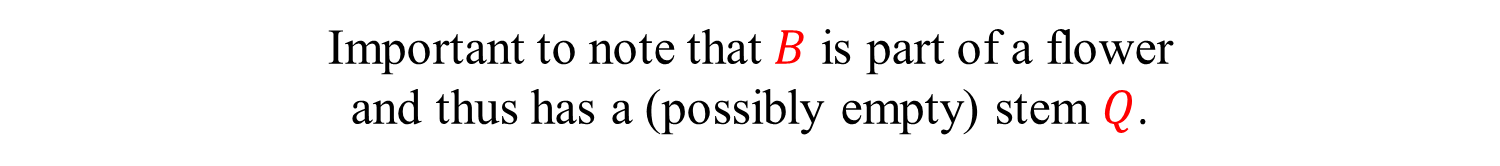 Important to note that B is part of a flower
and thus has a (possibly empty) stem Q.